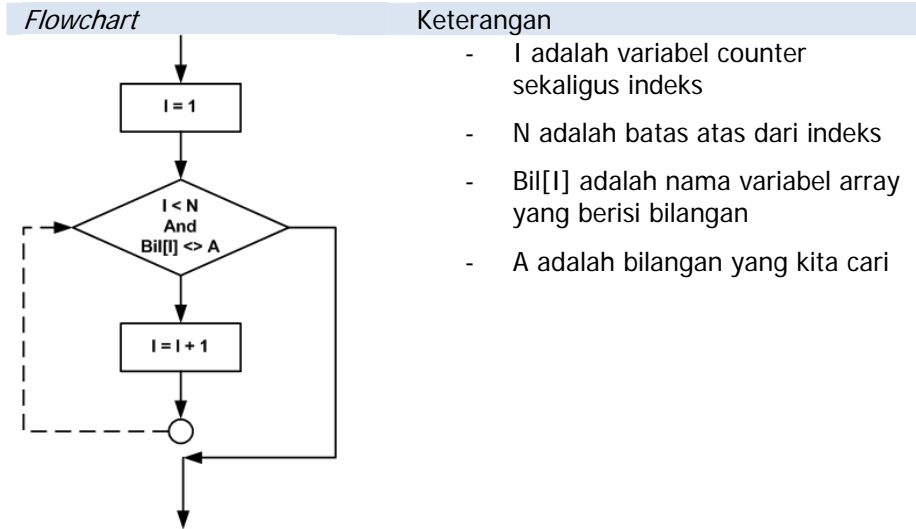 Flowchart
Keterangan
I = 1
I < N
And
Bil[I] <> A
I = I + 1
- I adalah variabel counter
sekaligus indeks
- N adalah batas atas dari indeks
- Bil[I] adalah nama variabel array
yang berisi bilangan
- A adalah bilangan yang kita cari